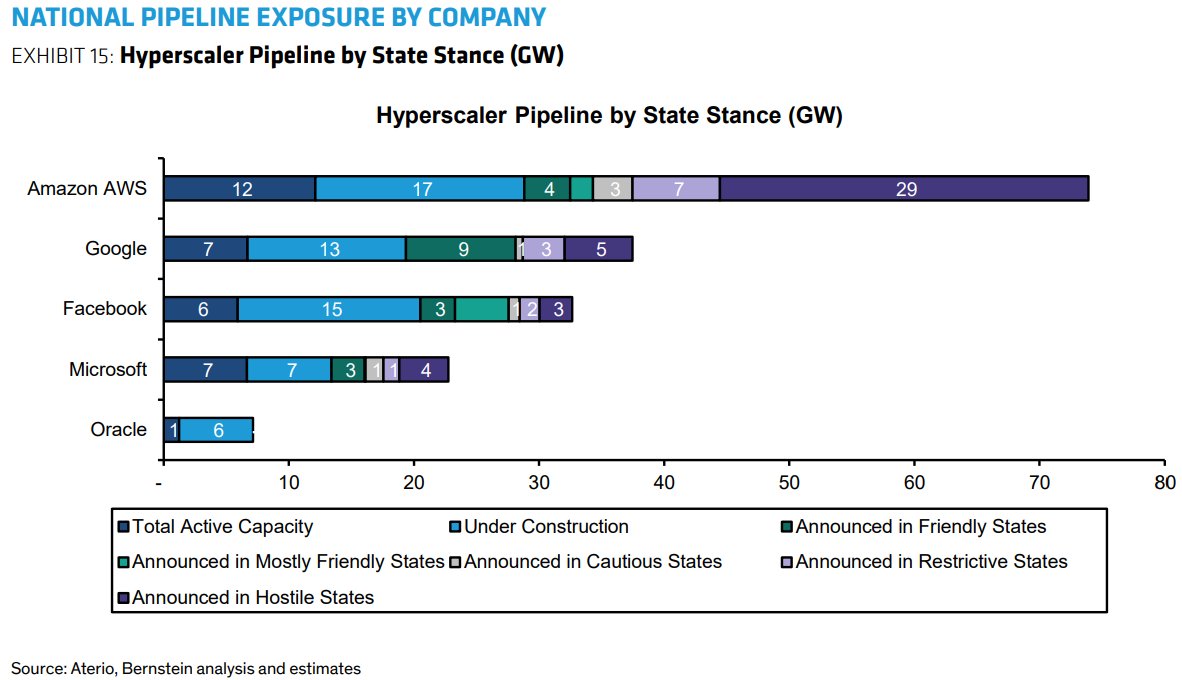 NATIONAL PIPELINE EXPOSURE BY COMPANY
EXHIBIT 15: Hyperscaler Pipeline by State Stance (GW)
Hyperscaler Pipeline by State Stance (GW)
Amazon AWS 12 17 4 3 7 29
Google 7 13 9 1 3 5
Facebook 6 15 3 1 2 3
Microsoft 7 7 3 1 1 4
Oracle 1 6
- 10 20 30 40 50 60 70 80
Total Active Capacity Under Construction Announced in Friendly States
Announced in Mostly Friendly States Announced in Cautious States Announced in Restrictive States
Announced in Hostile States
Source: Aterio, Bernstein analysis and estimates